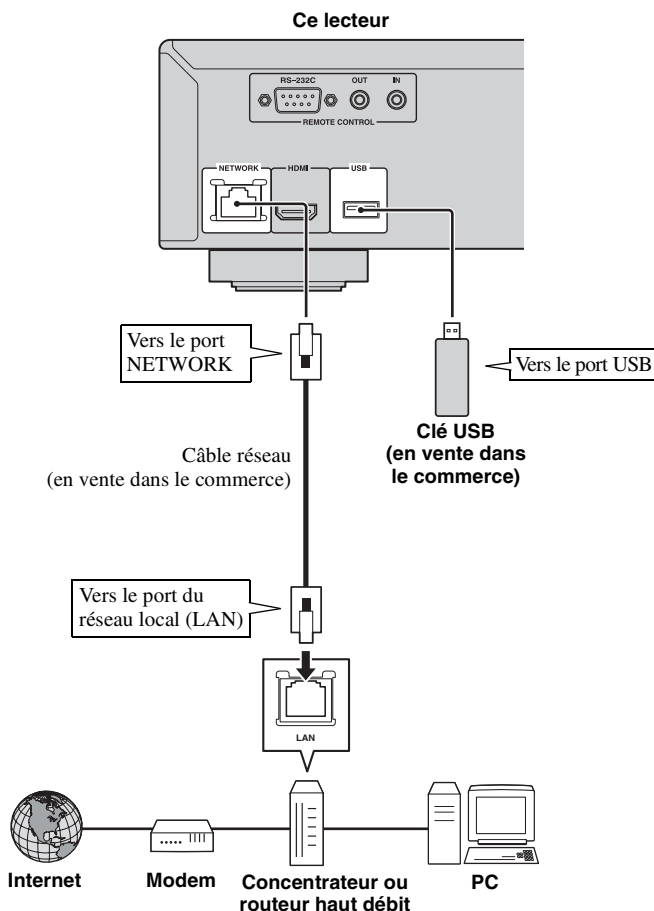 Ce lecteur
RS-232C
OUT
IN
REMOTE CONTROL
NETWORK
HDMI
USB
Vers le port
NETWORK
Vers le port USB
Clé USB
(en vente dans
le commerce)
Câble réseau
(en vente dans le commerce)
Vers le port du
réseau local (LAN)
LAN
Internet
Modem
Concentrateur ou
routeur haut débit
PC